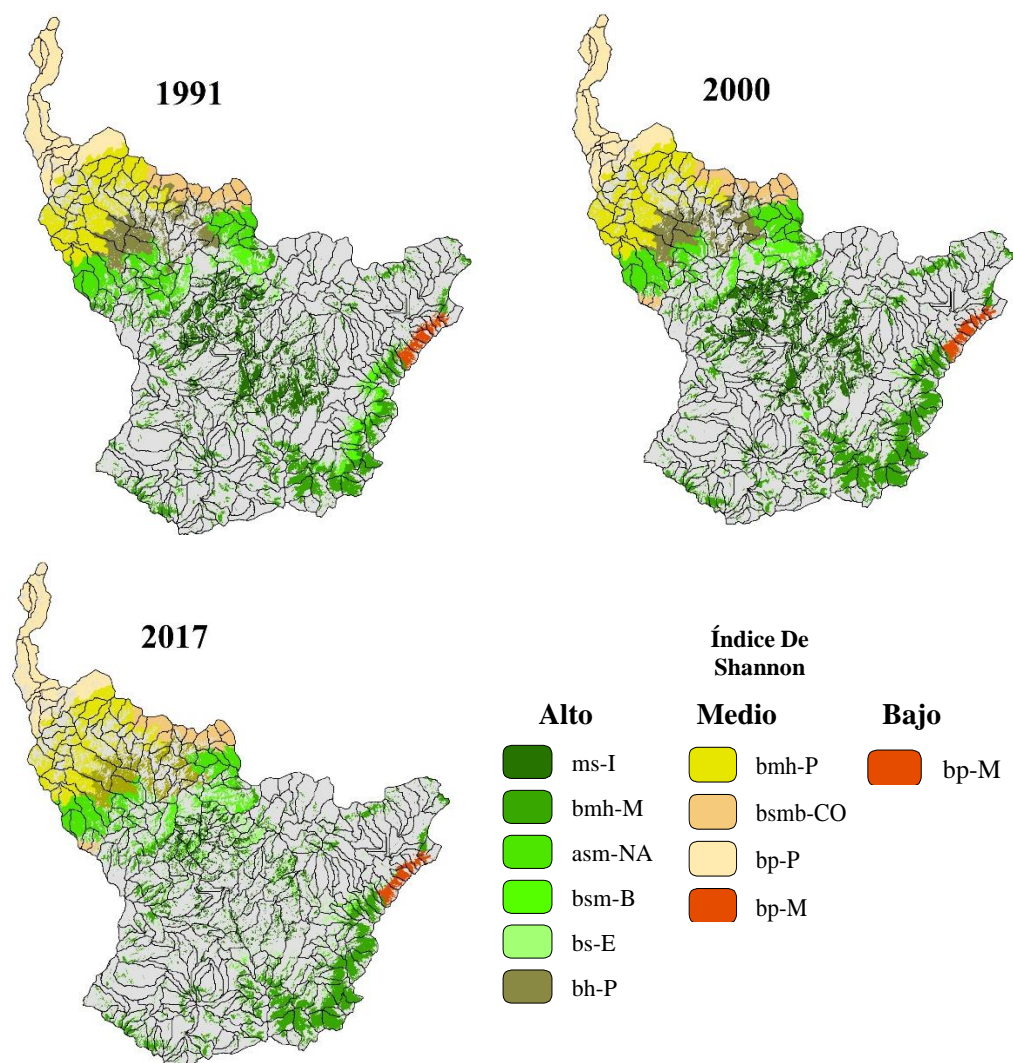 1991
2000
2017
Índice De
Shannon
Alto
Medio
Bajo
ms-I
bmh-M
asm-NA
bsm-B
bs-E
bh-P
bmh-P
bsmb-CO
bp-P
bp-M
bp-M